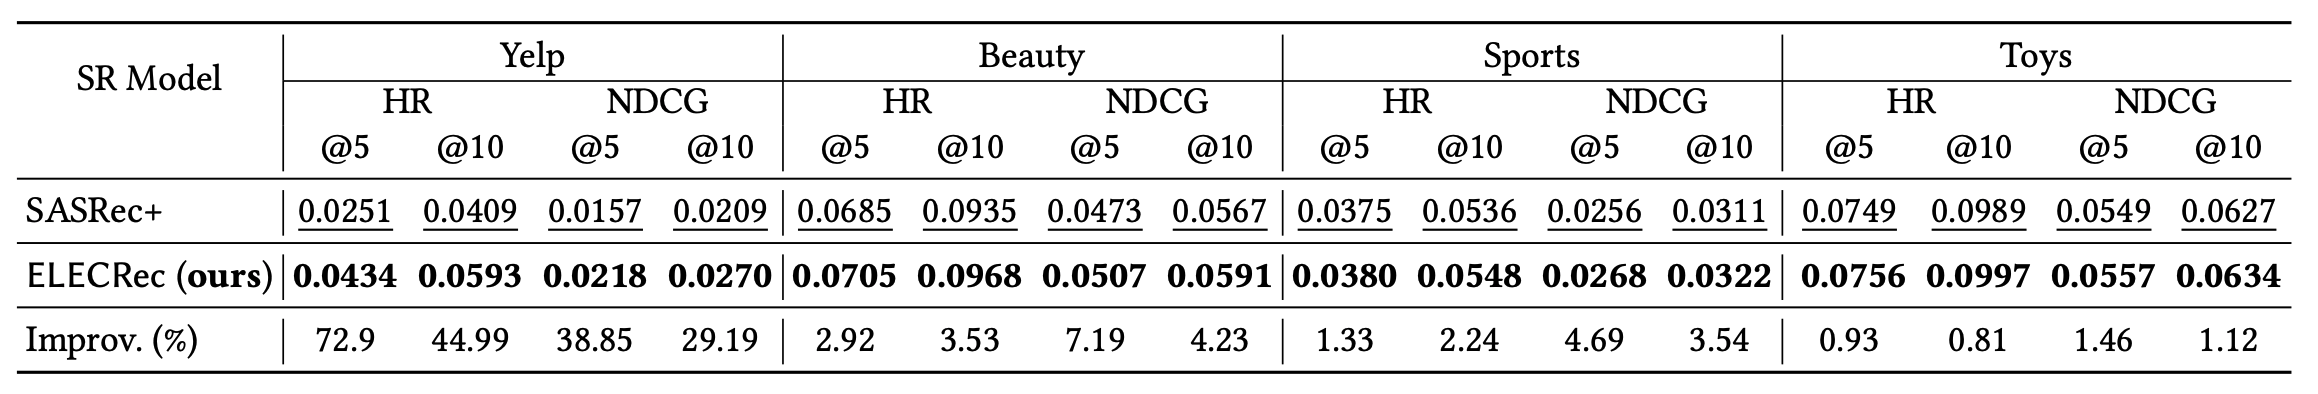 SR Model Yelp Beauty Sports Toys
HR NDCG HR NDCG HR NDCG HR NDCG
@5 @10 @5 @10 @5 @10 @5 @10 @5 @10 @5 @10 @5 @10 @5 @10
SASRec+ 0.0251 0.0409 0.0157 0.0209 0.0685 0.0935 0.0473 0.0567 0.0375 0.0536 0.0256 0.0311 0.0749 0.0989 0.0549 0.0627
ELECRec (ours) 0.0434 0.0593 0.0218 0.0270 0.0705 0.0968 0.0507 0.0591 0.0380 0.0548 0.0268 0.0322 0.0756 0.0997 0.0557 0.0634
Improv. (%) 72.9 44.99 38.85 29.19 2.92 3.53 7.19 4.23 1.33 2.24 4.69 3.54 0.93 0.81 1.46 1.12